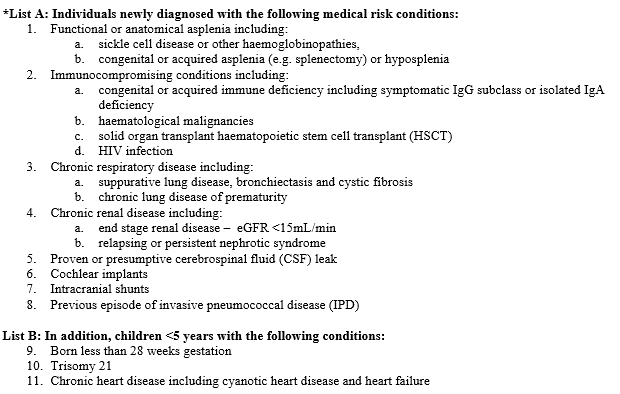 *List A: Individuals newly diagnosed with the following medical risk conditions:
1. Functional or anatomical asplenia including:
a. sickle cell disease or other haemoglobinopathies,
b. congenital or acquired asplenia (e.g. splenectomy) or hyposplenia
2. Immunocompromising conditions including:
a. congenital or acquired immune deficiency including symptomatic IgG subclass or isolated IgA
deficiency
b. haematological malignancies
c. solid organ transplant haematopoietic stem cell transplant (HSCT)
d. HIV infection
3. Chronic respiratory disease including:
a. suppurative lung disease, bronchiectasis and cystic fibrosis
b. chronic lung disease of prematurity
4. Chronic renal disease including:
a. end stage renal disease – eGFR <15mL/min
b. relapsing or persistent nephrotic syndrome
5. Proven or presumptive cerebrospinal fluid (CSF) leak
6. Cochlear implants
7. Intracranial shunts
8. Previous episode of invasive pneumococcal disease (IPD)
List B: In addition, children <5 years with the following conditions:
9. Born less than 28 weeks gestation
10. Trisomy 21
11. Chronic heart disease including cyanotic heart disease and heart failure